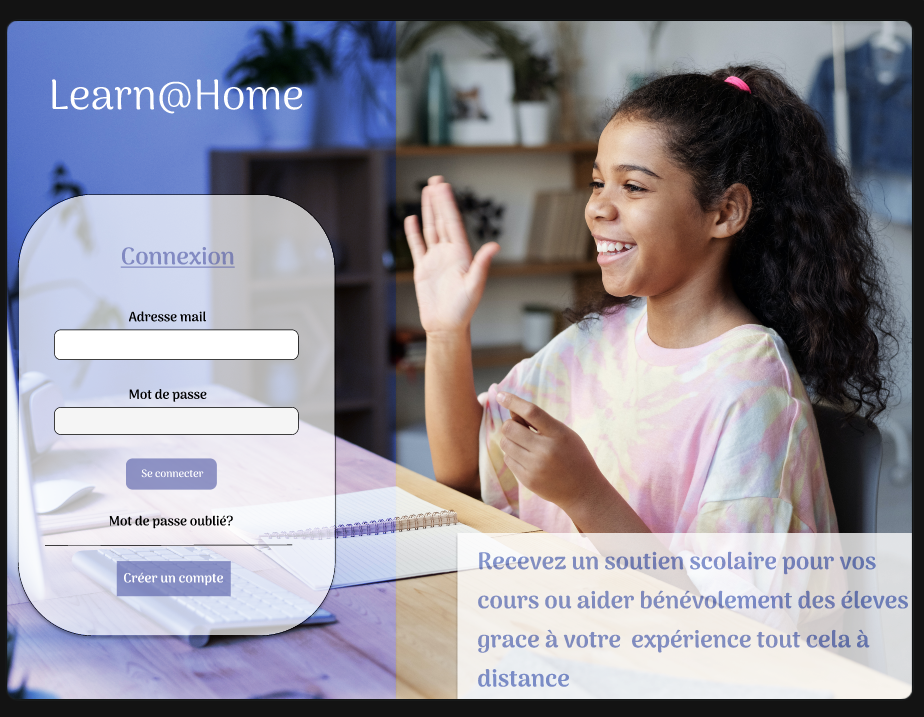 Learn@Home
Connexion
Adresse mail
Mot de passe
Se connecter
Mot de passe oublié?
Créer un compte
Recevez un soutien scolaire pour vos
cours ou aider bénévolement des éleves
grace à votre expérience tout cela à
distance